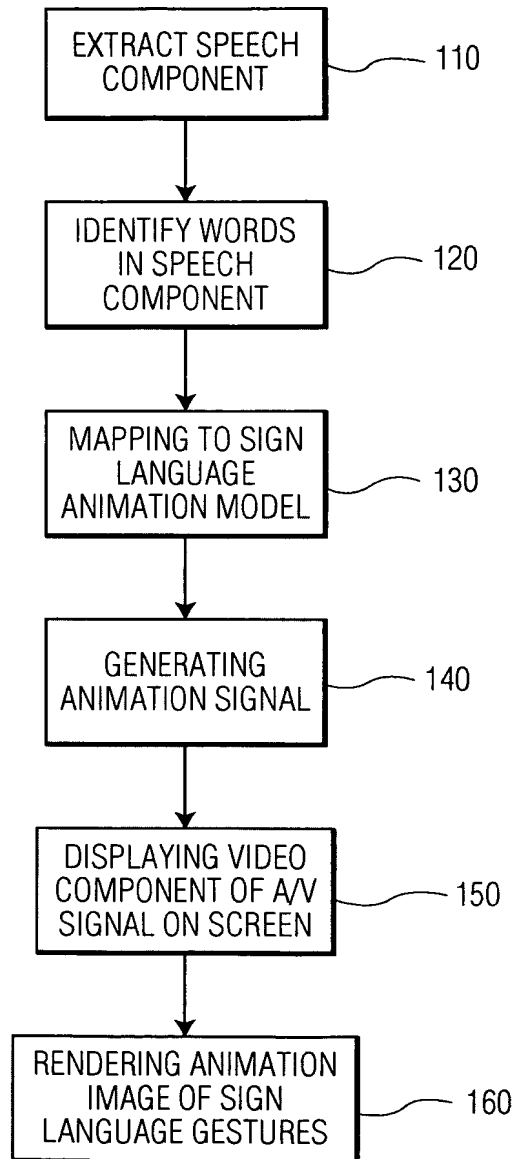 EXTRACT SPEECH
COMPONENT
110
IDENTIFY WORDS
IN SPEECH
COMPONENT
120
MAPPING TO SIGN
LANGUAGE
ANIMATION MODEL
130
GENERATING
ANIMATION SIGNAL
140
DISPLAYING VIDEO
COMPONENT OF A/V
SIGNAL ON SCREEN
150
RENDERING ANIMATION
IMAGE OF SIGN
LANGUAGE GESTURES
160